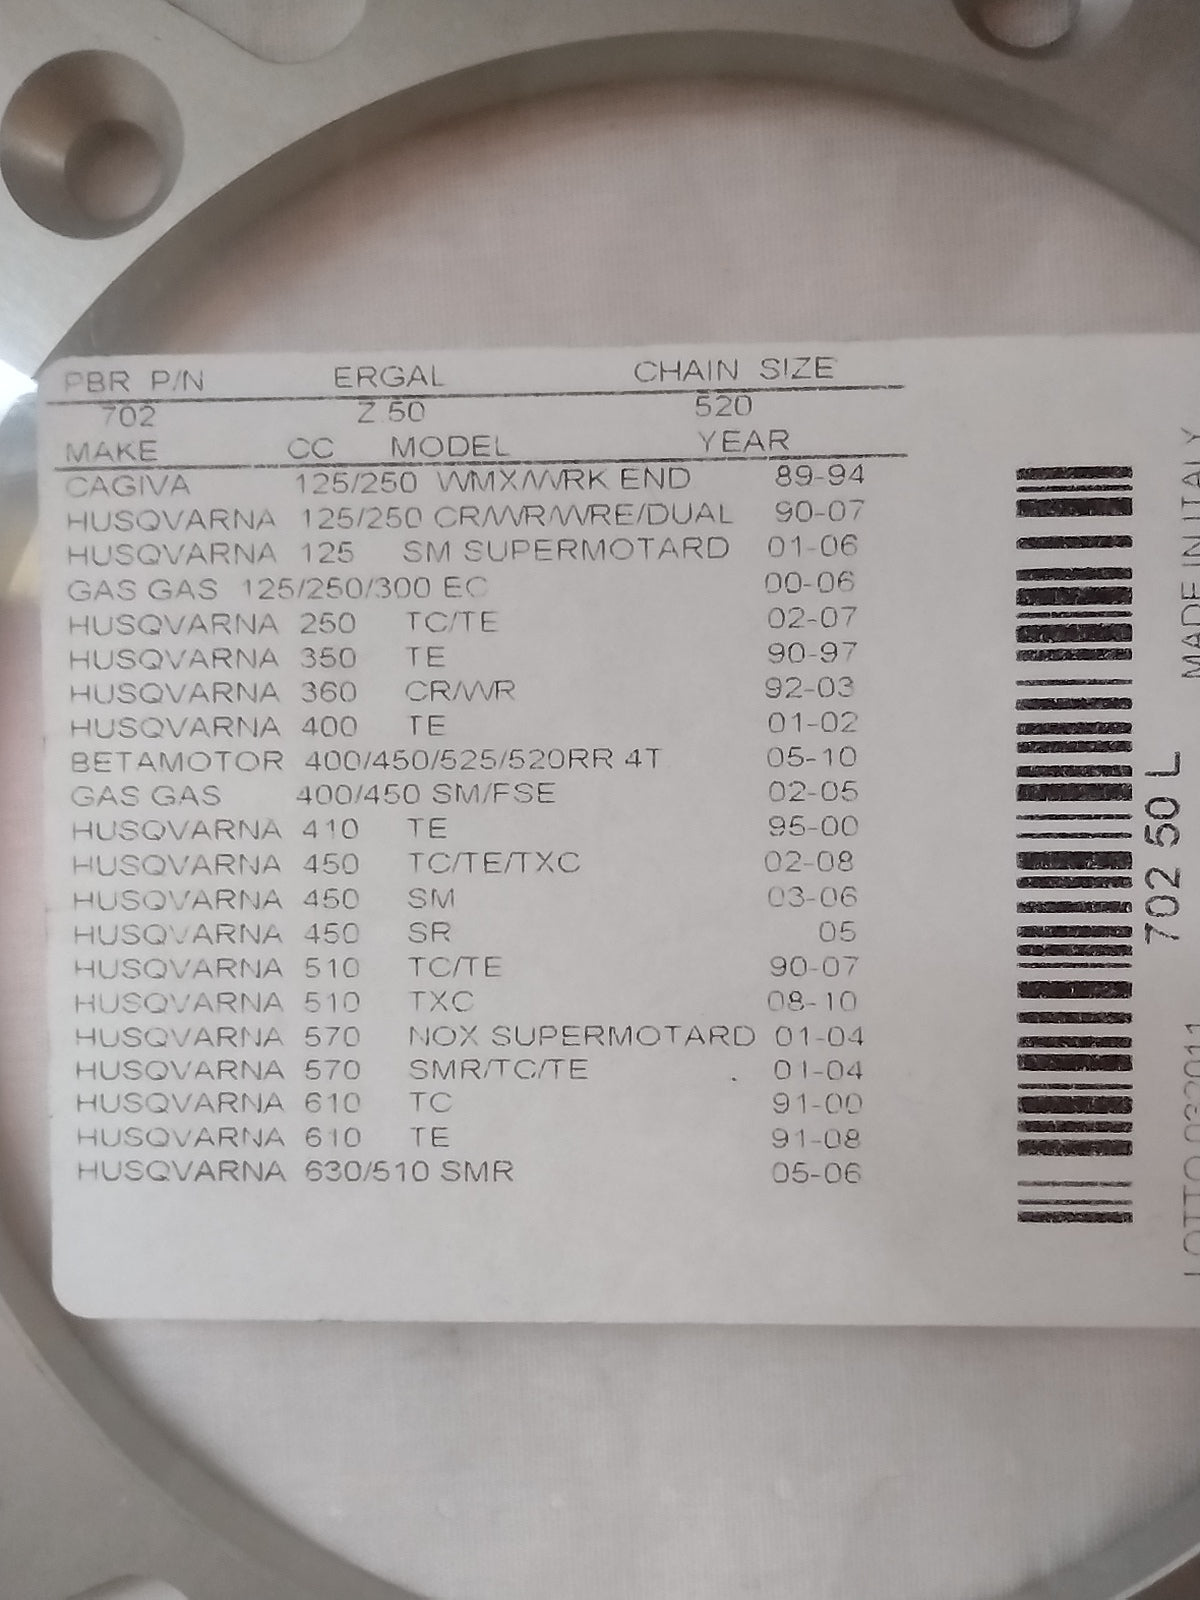 PBR P/N ERGAL CHAIN SIZE
702 Z 50 520
MAKE CC MODEL YEAR
CAGIVA 125/250 WMX/WRK END 89-94
HUSQVARNA 125/250 CR/WR/WRE/DUAL 90-07
HUSQVARNA 125 SM SUPERMOTARD 01-06
GAS GAS 125/250/300 EC 00-06
HUSQVARNA 250 TC/TE 02-07
HUSQVARNA 350 TE 90-97
HUSQVARNA 360 CR/WR 92-03
HUSQVARNA 400 TE 01-02
BETAMOTOR 400/450/525/520RR 4T 05-10
GAS GAS 400/450 SM/FSE 02-05
HUSQVARNA 410 TE 95-00
HUSQVARNA 450 TC/TE/TXC 02-08
HUSQVARNA 450 SM 03-06
HUSQVARNA 450 SR 05
HUSQVARNA 510 TC/TE 90-07
HUSQVARNA 510 TXC 08-10
HUSQVARNA 570 NOX SUPERMOTARD 01-04
HUSQVARNA 570 SMR/TC/TE 01-04
HUSQVARNA 610 TC 91-00
HUSQVARNA 610 TE 91-08
HUSQVARNA 630/510 SMR 05-06
702 50 L
LOTTO MADE IN ITALY